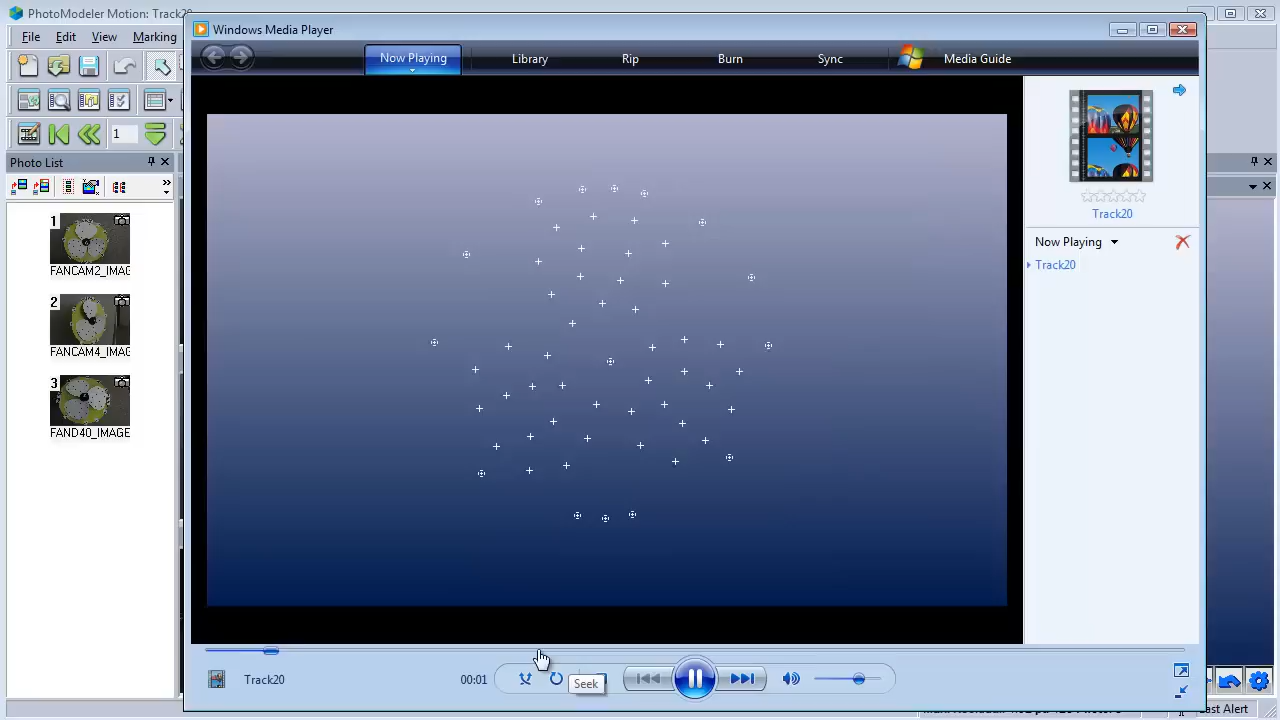 PhotoModeler Motion: Track20
Windows Media Player
File Edit View Marking
Now Playing Library Rip Burn Sync Media Guide
1
Photo List
1
FANCAM2_IMAG
2
FANCAM4_IMAG
3
FAND40_IMAGE
Track20
Now Playing
Track20
Track20
00:01
Seek
ast Alert